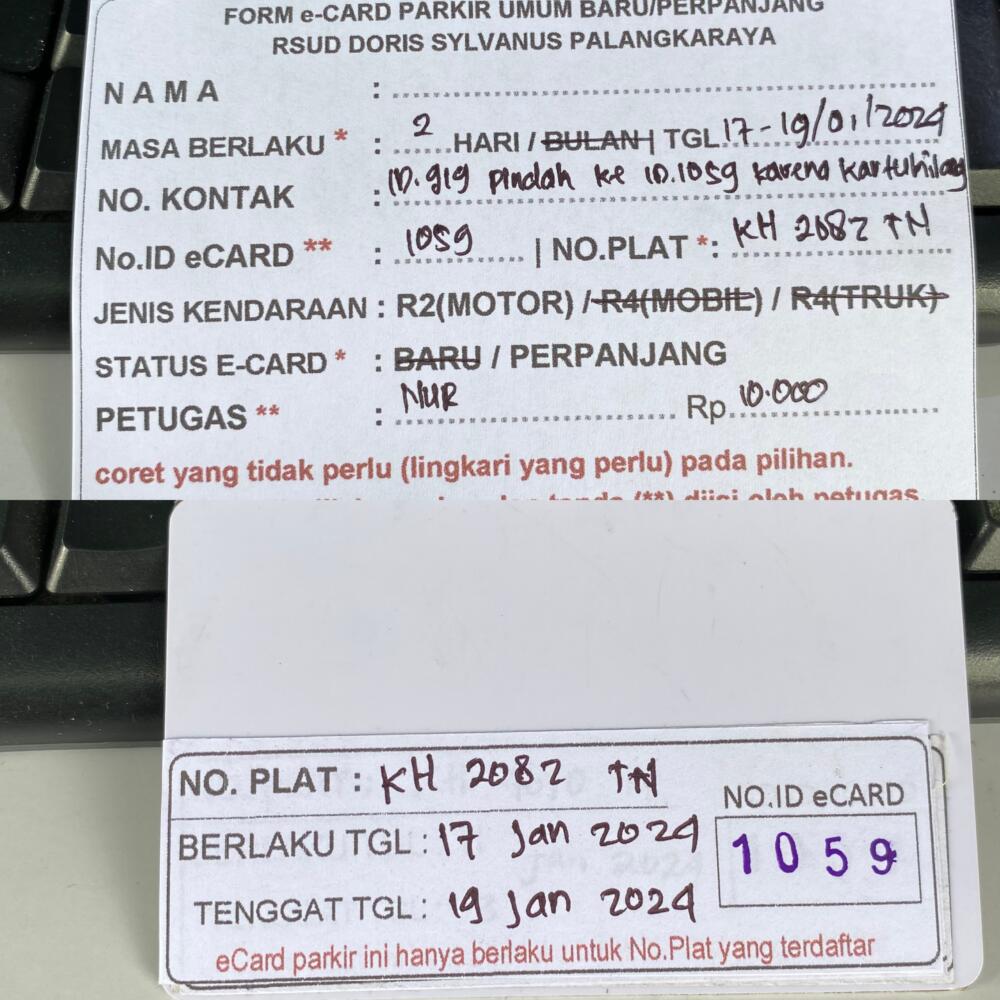 FORM e-CARD PARKIR UMUM BARU/PERPANJANG
RSUD DORIS SYLVANUS PALANGKARAYA
NAMA :
MASA BERLAKU * : 2 HARI / BULAN | TGL 17-19/01/2024
NO. KONTAK : ID.919 Pindah ke ID.1059 karena kartu hilang
No.ID eCARD ** : 1059 | NO.PLAT *: KH 2082 TN
JENIS KENDARAAN : R2(MOTOR) / R4(MOBIL) / R4(TRUK)
STATUS E-CARD * : BARU / PERPANJANG
PETUGAS ** : NUR Rp 10.000
coret yang tidak perlu (lingkari yang perlu) pada pilihan.
tanda (**) diisi oleh petugas.
NO. PLAT : KH 2082 TN
NO.ID eCARD
BERLAKU TGL : 17 Jan 2024
1059
TENGGAT TGL : 19 Jan 2024
eCard parkir ini hanya berlaku untuk No.Plat yang terdaftar